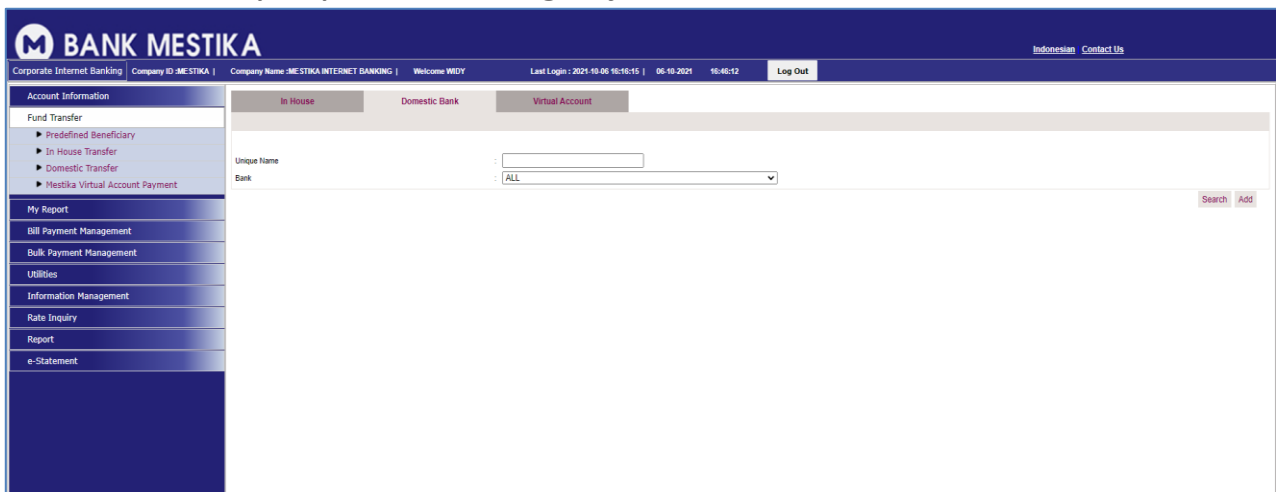 BANK MESTIKA
Indonesian Contact Us
Corporate Internet Banking Company ID :MESTIKA | Company Name :MESTIKA INTERNET BANKING | Welcome WIDY Last Login : 2021-10-06 16:16:15 | 06-10-2021 16:46:12 Log Out
Account Information
Fund Transfer
Predefined Beneficiary
In House Transfer
Domestic Transfer
Mestika Virtual Account Payment
My Report
Bill Payment Management
Bulk Payment Management
Utilities
Information Management
Rate Inquiry
Report
e-Statement
In House Domestic Bank Virtual Account
Unique Name :
Bank : ALL
Search Add